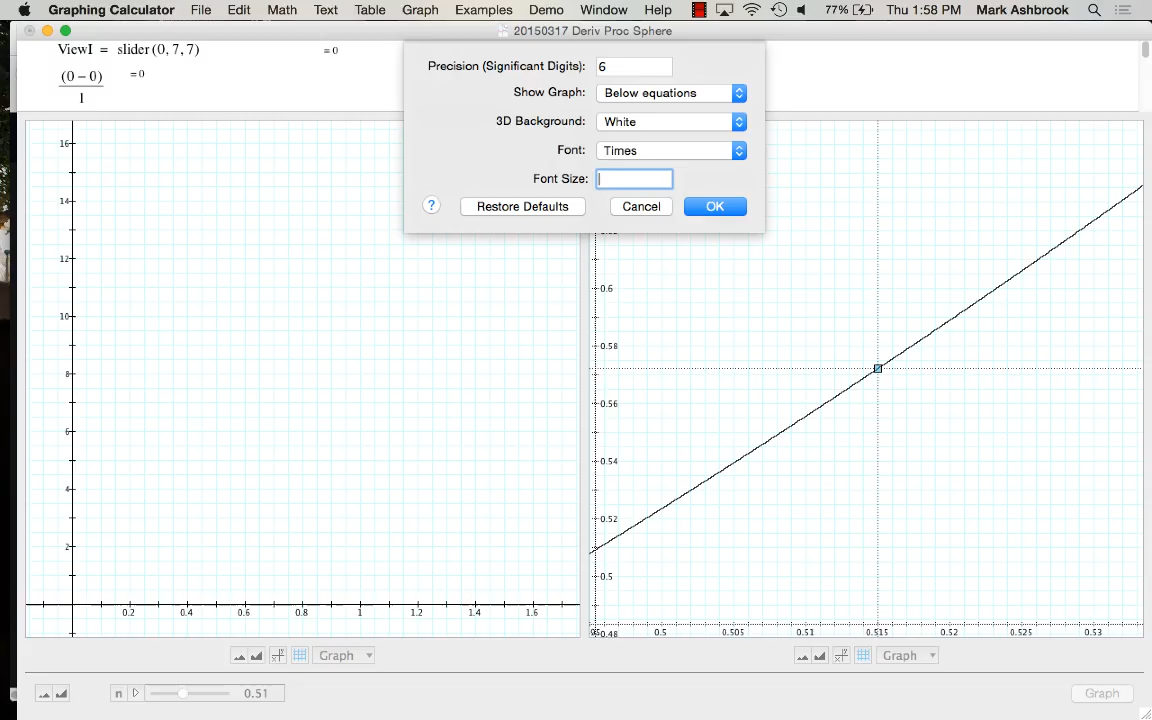 Graphing Calculator File Edit Math Text Table Graph Examples Demo Window Help 77% Thu 1:58 PM Mark Ashbrook
20150317 Deriv Proc Sphere
ViewI = slider (0, 7, 7) = 0
(0 – 0) = 0
I
Precision (Significant Digits): 6
Show Graph: Below equations
3D Background: White
Font: Times
Font Size:
? Restore Defaults Cancel OK
16
14
12
10
8
6
4
2
0.2 0.4 0.6 0.8 1 1.2 1.4 1.6
0.6
0.58
0.56
0.54
0.52
0.5
0.48
0.5 0.505 0.51 0.515 0.52 0.525 0.53
Graph Graph
n 0.51 Graph